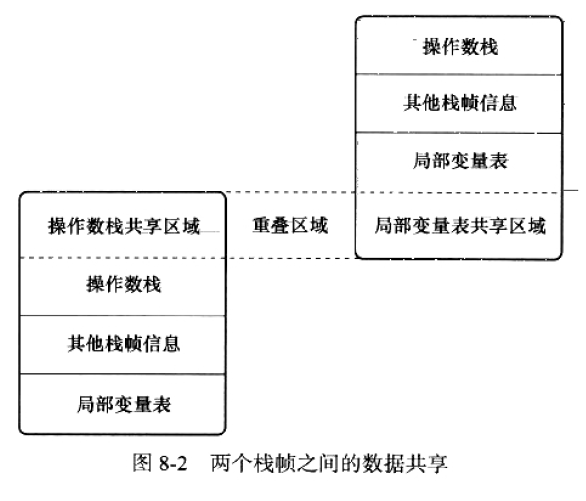 操作数栈
其他栈帧信息
局部变量表
操作数栈共享区域 重叠区域 局部变量表共享区域
操作数栈
其他栈帧信息
局部变量表
图 8-2 两个栈帧之间的数据共享